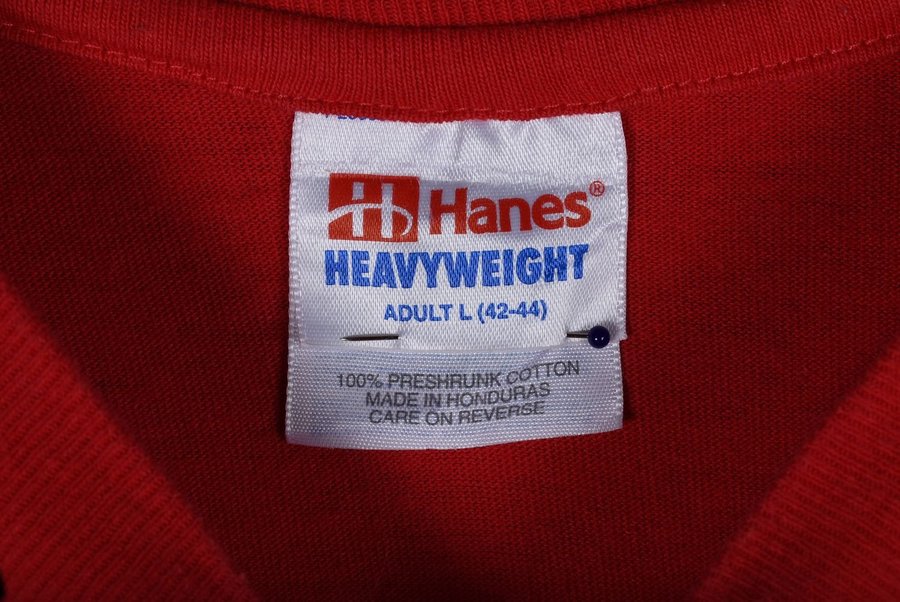 Hanes®
HEAVYWEIGHT
ADULT L (42-44)
100% PRESHRUNK COTTON
MADE IN HONDURAS
CARE ON REVERSE